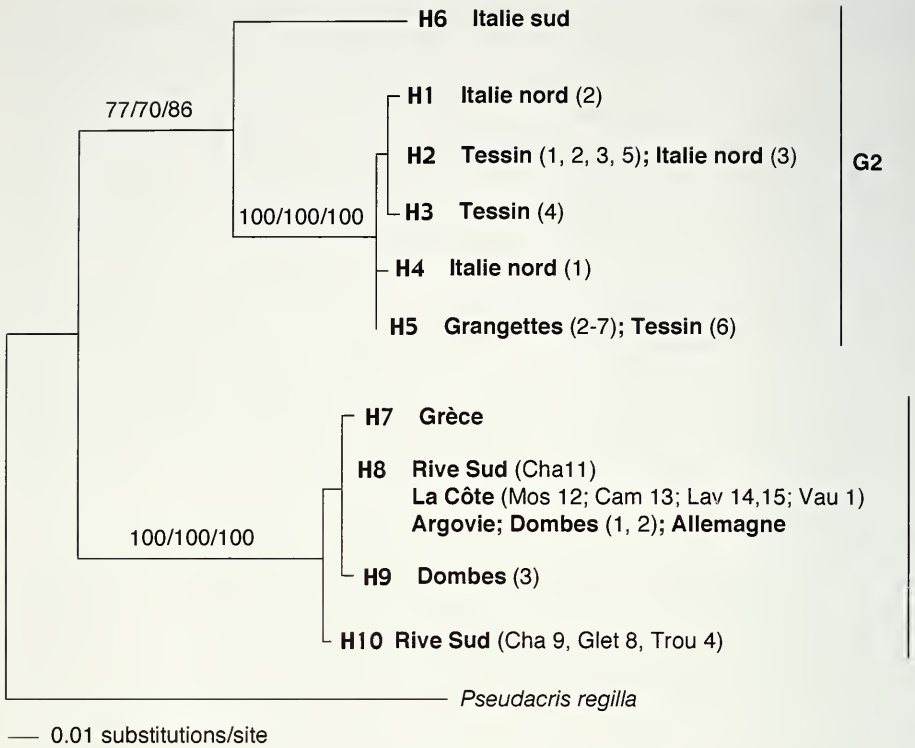 H6 Italie sud
77/70/86
H1 Italie nord (2)
H2 Tessin (1, 2, 3, 5); Italie nord (3)
G2
100/100/100
H3 Tessin (4)
H4 Italie nord (1)
H5 Grangettes (2-7); Tessin (6)
H7 Grèce
H8 Rive Sud (Cha11)
La Côte (Mos 12; Cam 13; Lav 14,15; Vau 1)
Argovie; Dombes (1, 2); Allemagne
100/100/100
H9 Dombes (3)
H10 Rive Sud (Cha 9, Glet 8, Trou 4)
Pseudacris regilla
0.01 substitutions/site